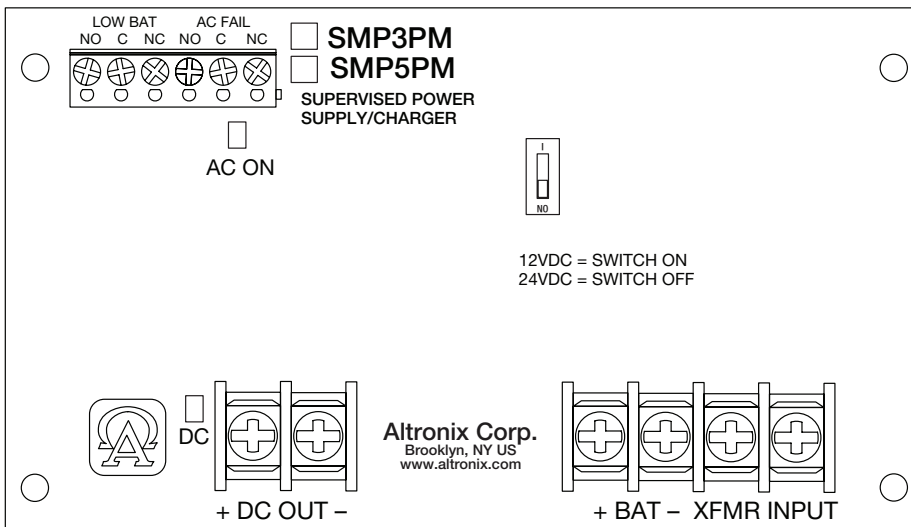 LOW BAT AC FAIL
NO C NC NO C NC
SMP3PM
SMP5PM
SUPERVISED POWER
SUPPLY/CHARGER
AC ON
I
NO
12VDC = SWITCH ON
24VDC = SWITCH OFF
DC
Altronix Corp.
Brooklyn, NY US
www.altronix.com
+ DC OUT –
+ BAT – XFMR INPUT